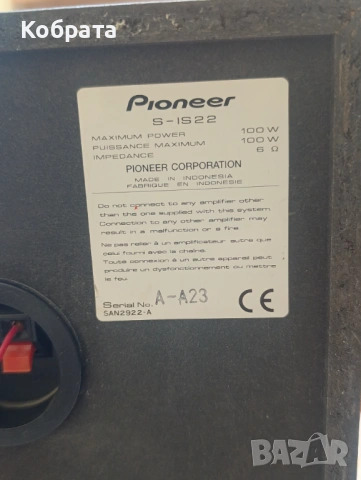 Кобрата
Pioneer
S-IS22
MAXIMUM POWER 100 W
PUISSANCE MAXIMUM 100 W
IMPEDANCE 6 Ω
PIONEER CORPORATION
MADE IN INDONESIA
FABRIQUE EN INDONESIE
Do not connect to any amplifier other
than the one supplied with this system.
Connection to any other amplifier may
result in a malfunction or a fire.
Ne pas relier à un amplificateur autre que
celui fourni avec la chaîne.
Toute connexion à un autre appareil peut
produire un dysfonctionnement ou mettre
le feu.
Serial No. A-A23
SAN2922-A
CE
BAZAR